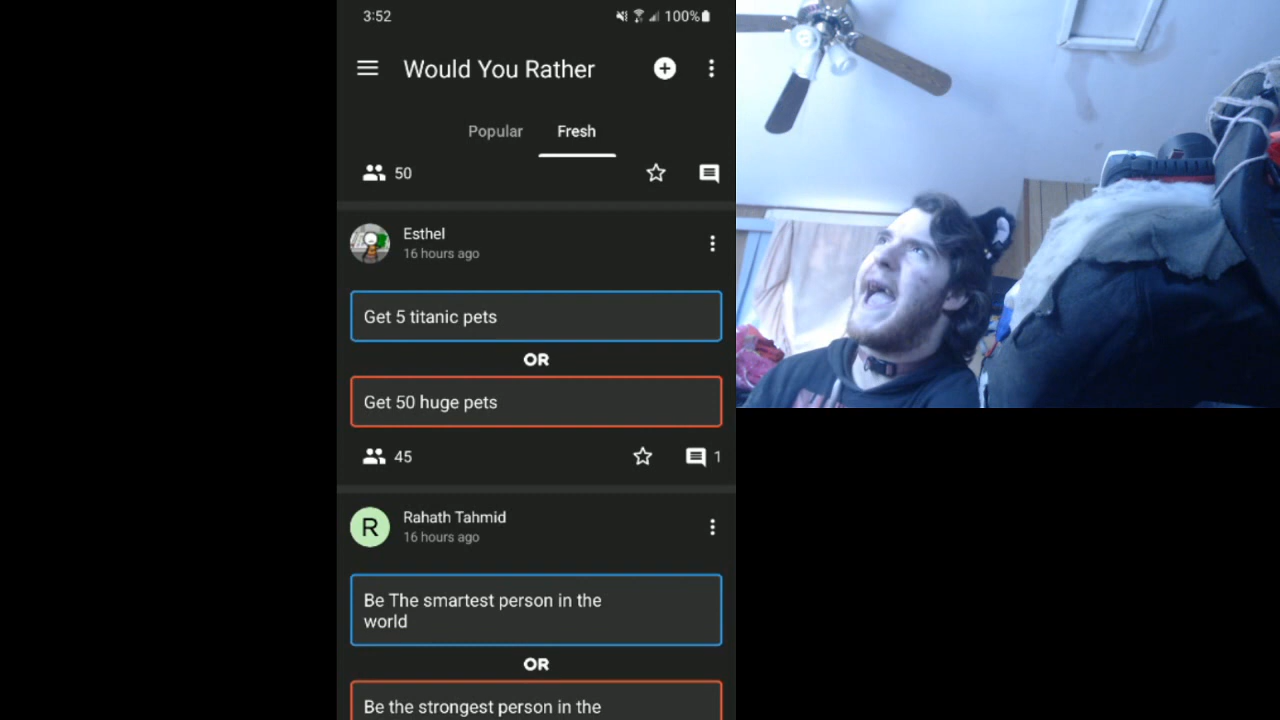 3:52
100%
Would You Rather
Popular
Fresh
50
Esthel
16 hours ago
Get 5 titanic pets
OR
Get 50 huge pets
45
1
R
Rahath Tahmid
16 hours ago
Be The smartest person in the
world
OR
Be the strongest person in the